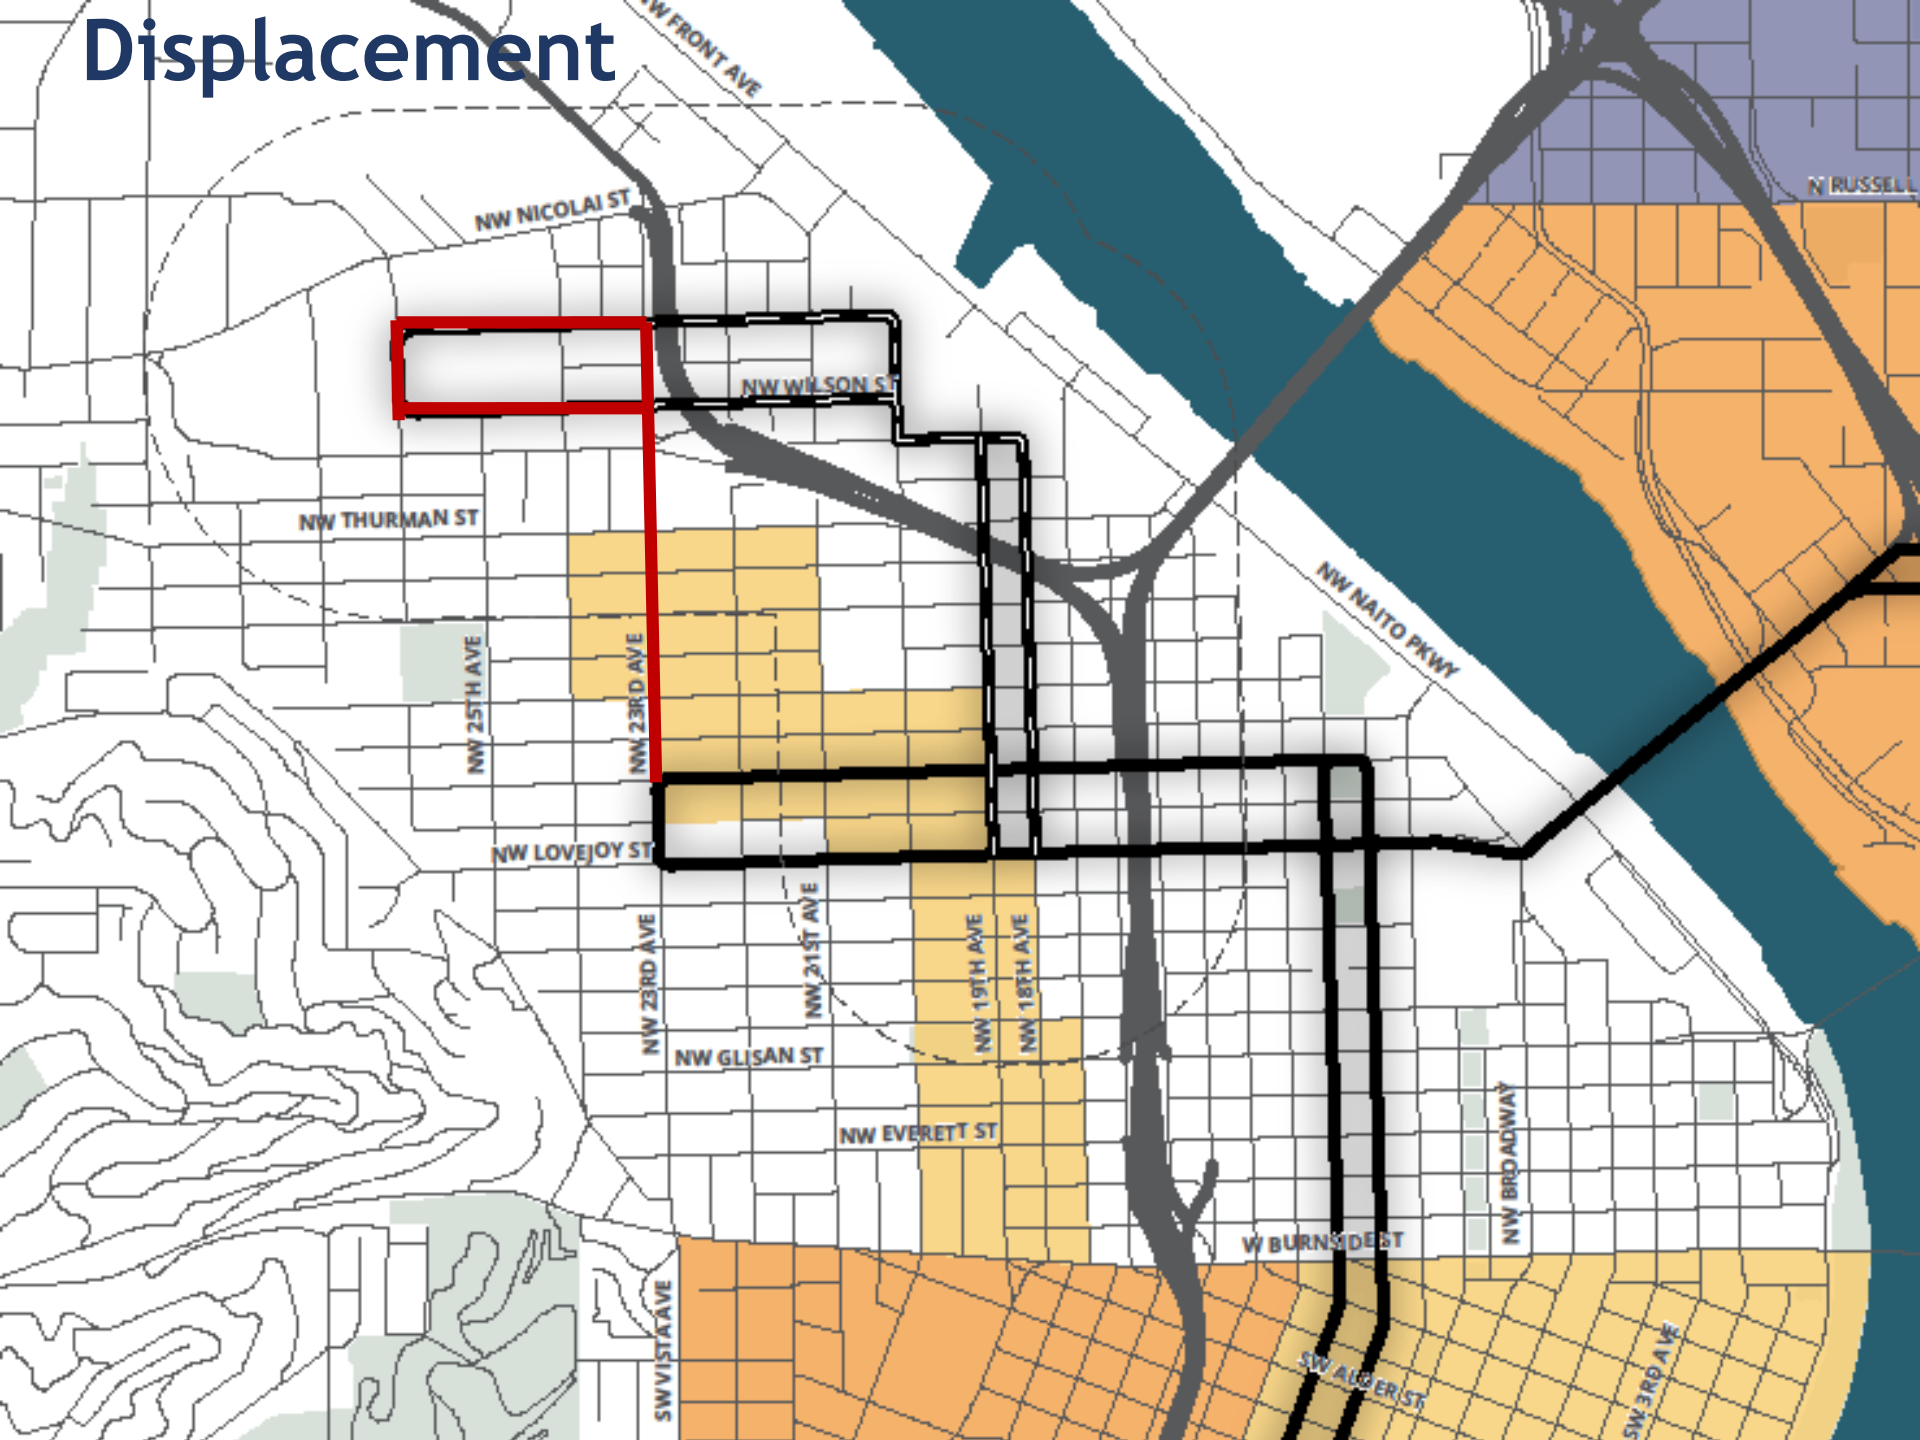 Displacement
NW FRONT AVE
N RUSSELL
NW NICOLAI ST
NW WILSON ST
NW THURMAN ST
NW NAITO PKWY
NW 25TH AVE
NW 23RD AVE
NW LOVEJOY ST
NW 23RD AVE
NW 21ST AVE
NW 19TH AVE
NW 18TH AVE
NW GLISAN ST
NW EVERETT ST
NW BROADWAY
W BURNSIDE ST
SW VISTA AVE
SW ALDER ST
SW 3RD AVE